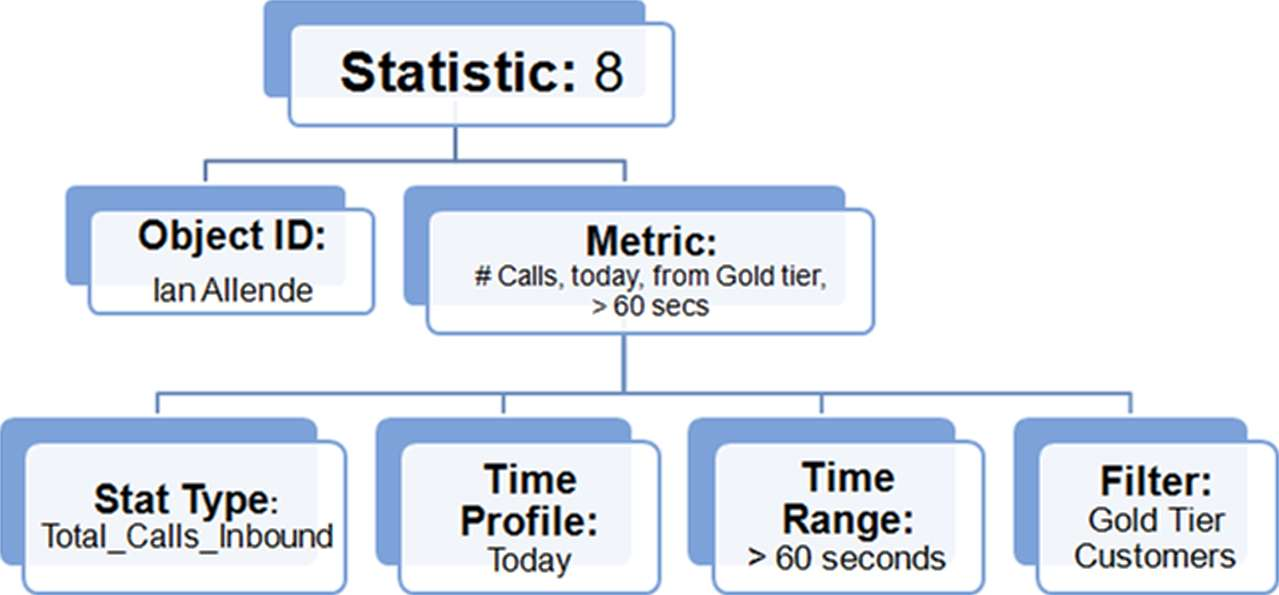 Statistic: 8
Object ID:
Ian Allende
Metric:
# Calls, today, from Gold tier,
> 60 secs
Stat Type:
Total_Calls_Inbound
Time
Profile:
Today
Time
Range:
> 60 seconds
Filter:
Gold Tier
Customers